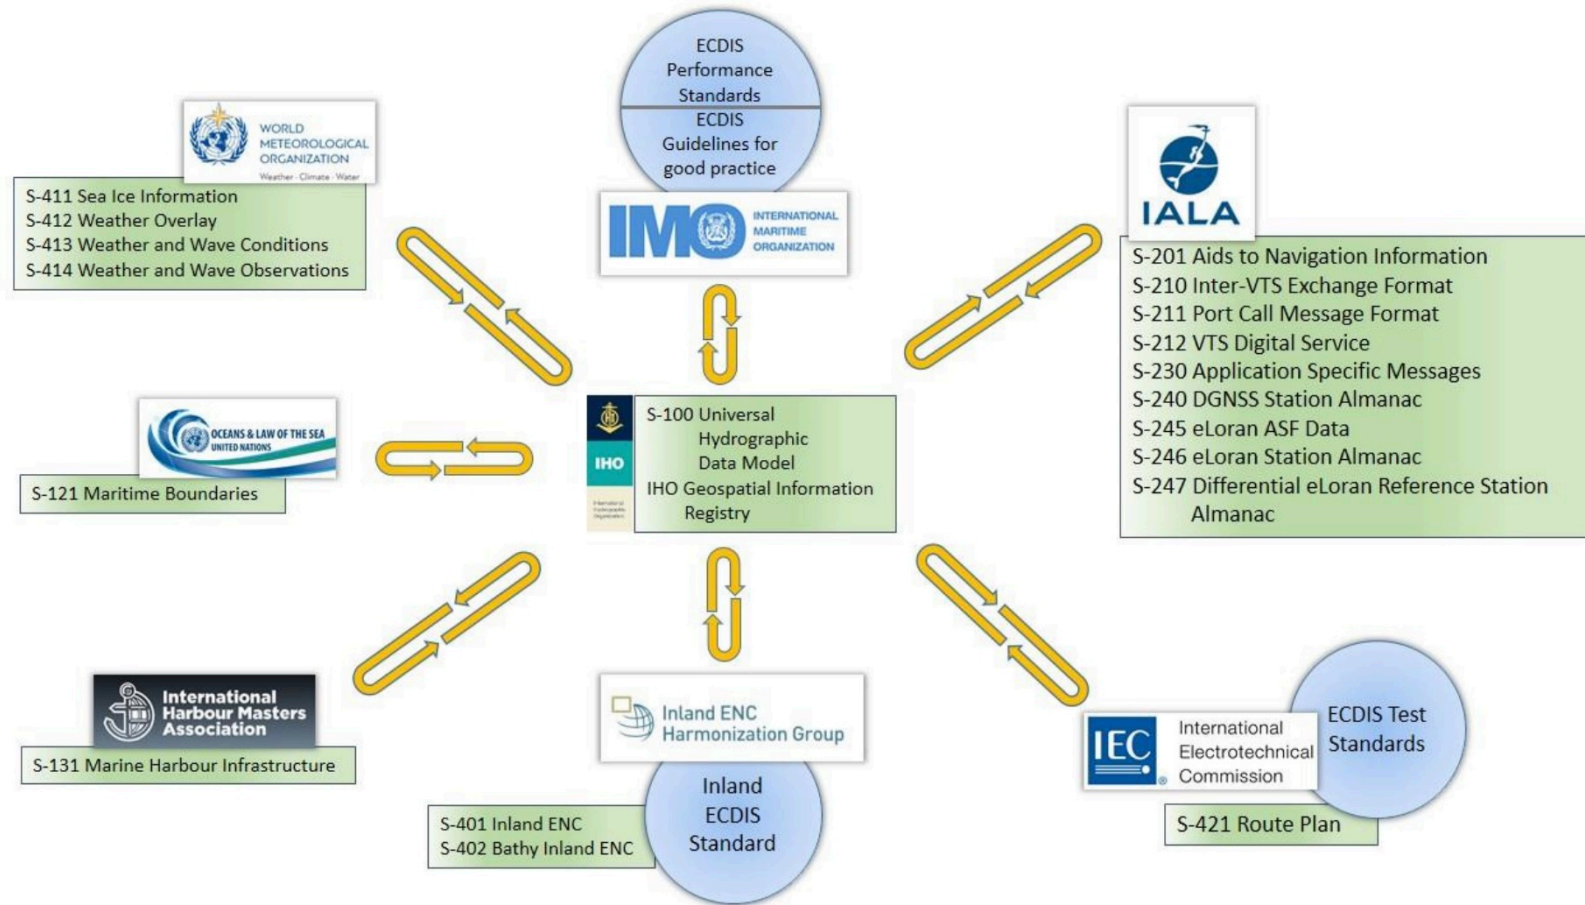 ECDIS
Performance
Standards
ECDIS
Guidelines for
good practice
WORLD
METEOROLOGICAL
ORGANIZATION
Weather · Climate · Water
S-411 Sea Ice Information
S-412 Weather Overlay
S-413 Weather and Wave Conditions
S-414 Weather and Wave Observations
IMO
INTERNATIONAL
MARITIME
ORGANIZATION
IALA
S-201 Aids to Navigation Information
S-210 Inter-VTS Exchange Format
S-211 Port Call Message Format
S-212 VTS Digital Service
S-230 Application Specific Messages
S-240 DGNSS Station Almanac
S-245 eLoran ASF Data
S-246 eLoran Station Almanac
S-247 Differential eLoran Reference Station
Almanac
OCEANS & LAW OF THE SEA
UNITED NATIONS
S-121 Maritime Boundaries
IHO
International
Hydrographic
Organization
S-100 Universal
Hydrographic
Data Model
IHO Geospatial Information
Registry
International
Harbour Masters
Association
S-131 Marine Harbour Infrastructure
Inland ENC
Harmonization Group
Inland
ECDIS
Standard
S-401 Inland ENC
S-402 Bathy Inland ENC
IEC
®
International
Electrotechnical
Commission
ECDIS Test
Standards
S-421 Route Plan